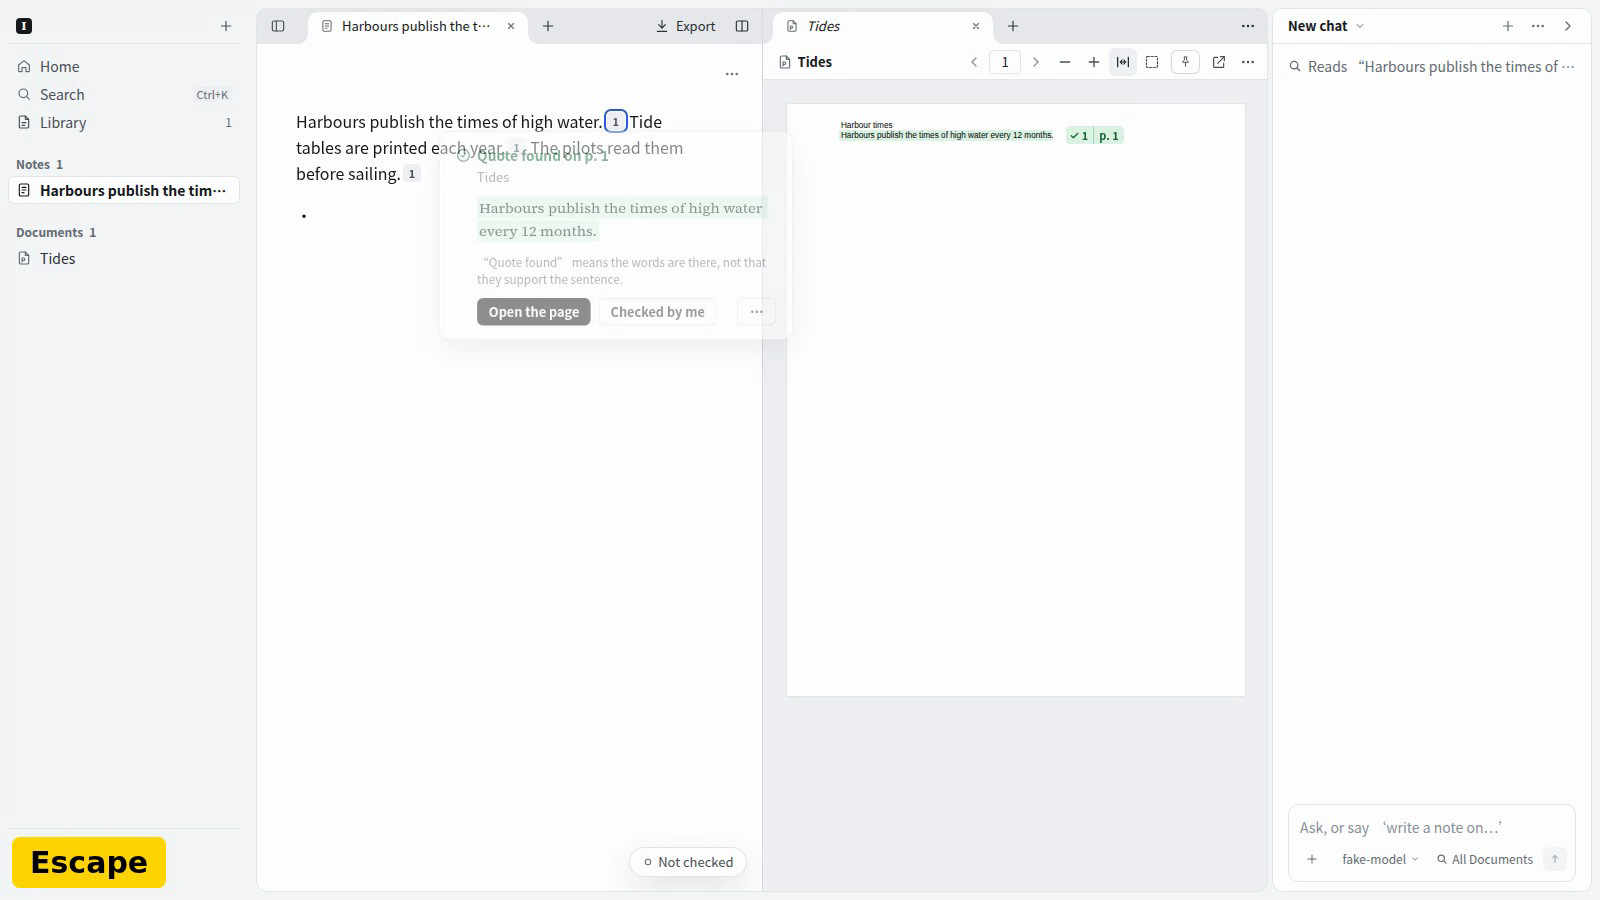 I
Home
Search Ctrl+K
Library 1
Notes 1
Harbours publish the tim···
Documents 1
Tides
Escape
Harbours publish the t···
Export
Harbours publish the times of high water. 1 Tide
tables are printed each year. 1 The pilots read them
before sailing. 1
•
Quote found on p. 1
Tides
Harbours publish the times of high water
every 12 months.
“Quote found” means the words are there, not that
they support the sentence.
Open the page Checked by me ···
Not checked
Tides
Tides 1
Harbour times
Harbours publish the times of high water every 12 months. 1 p. 1
New chat
Reads “Harbours publish the times of ···
Ask, or say ‘write a note on…’
fake-model All Documents